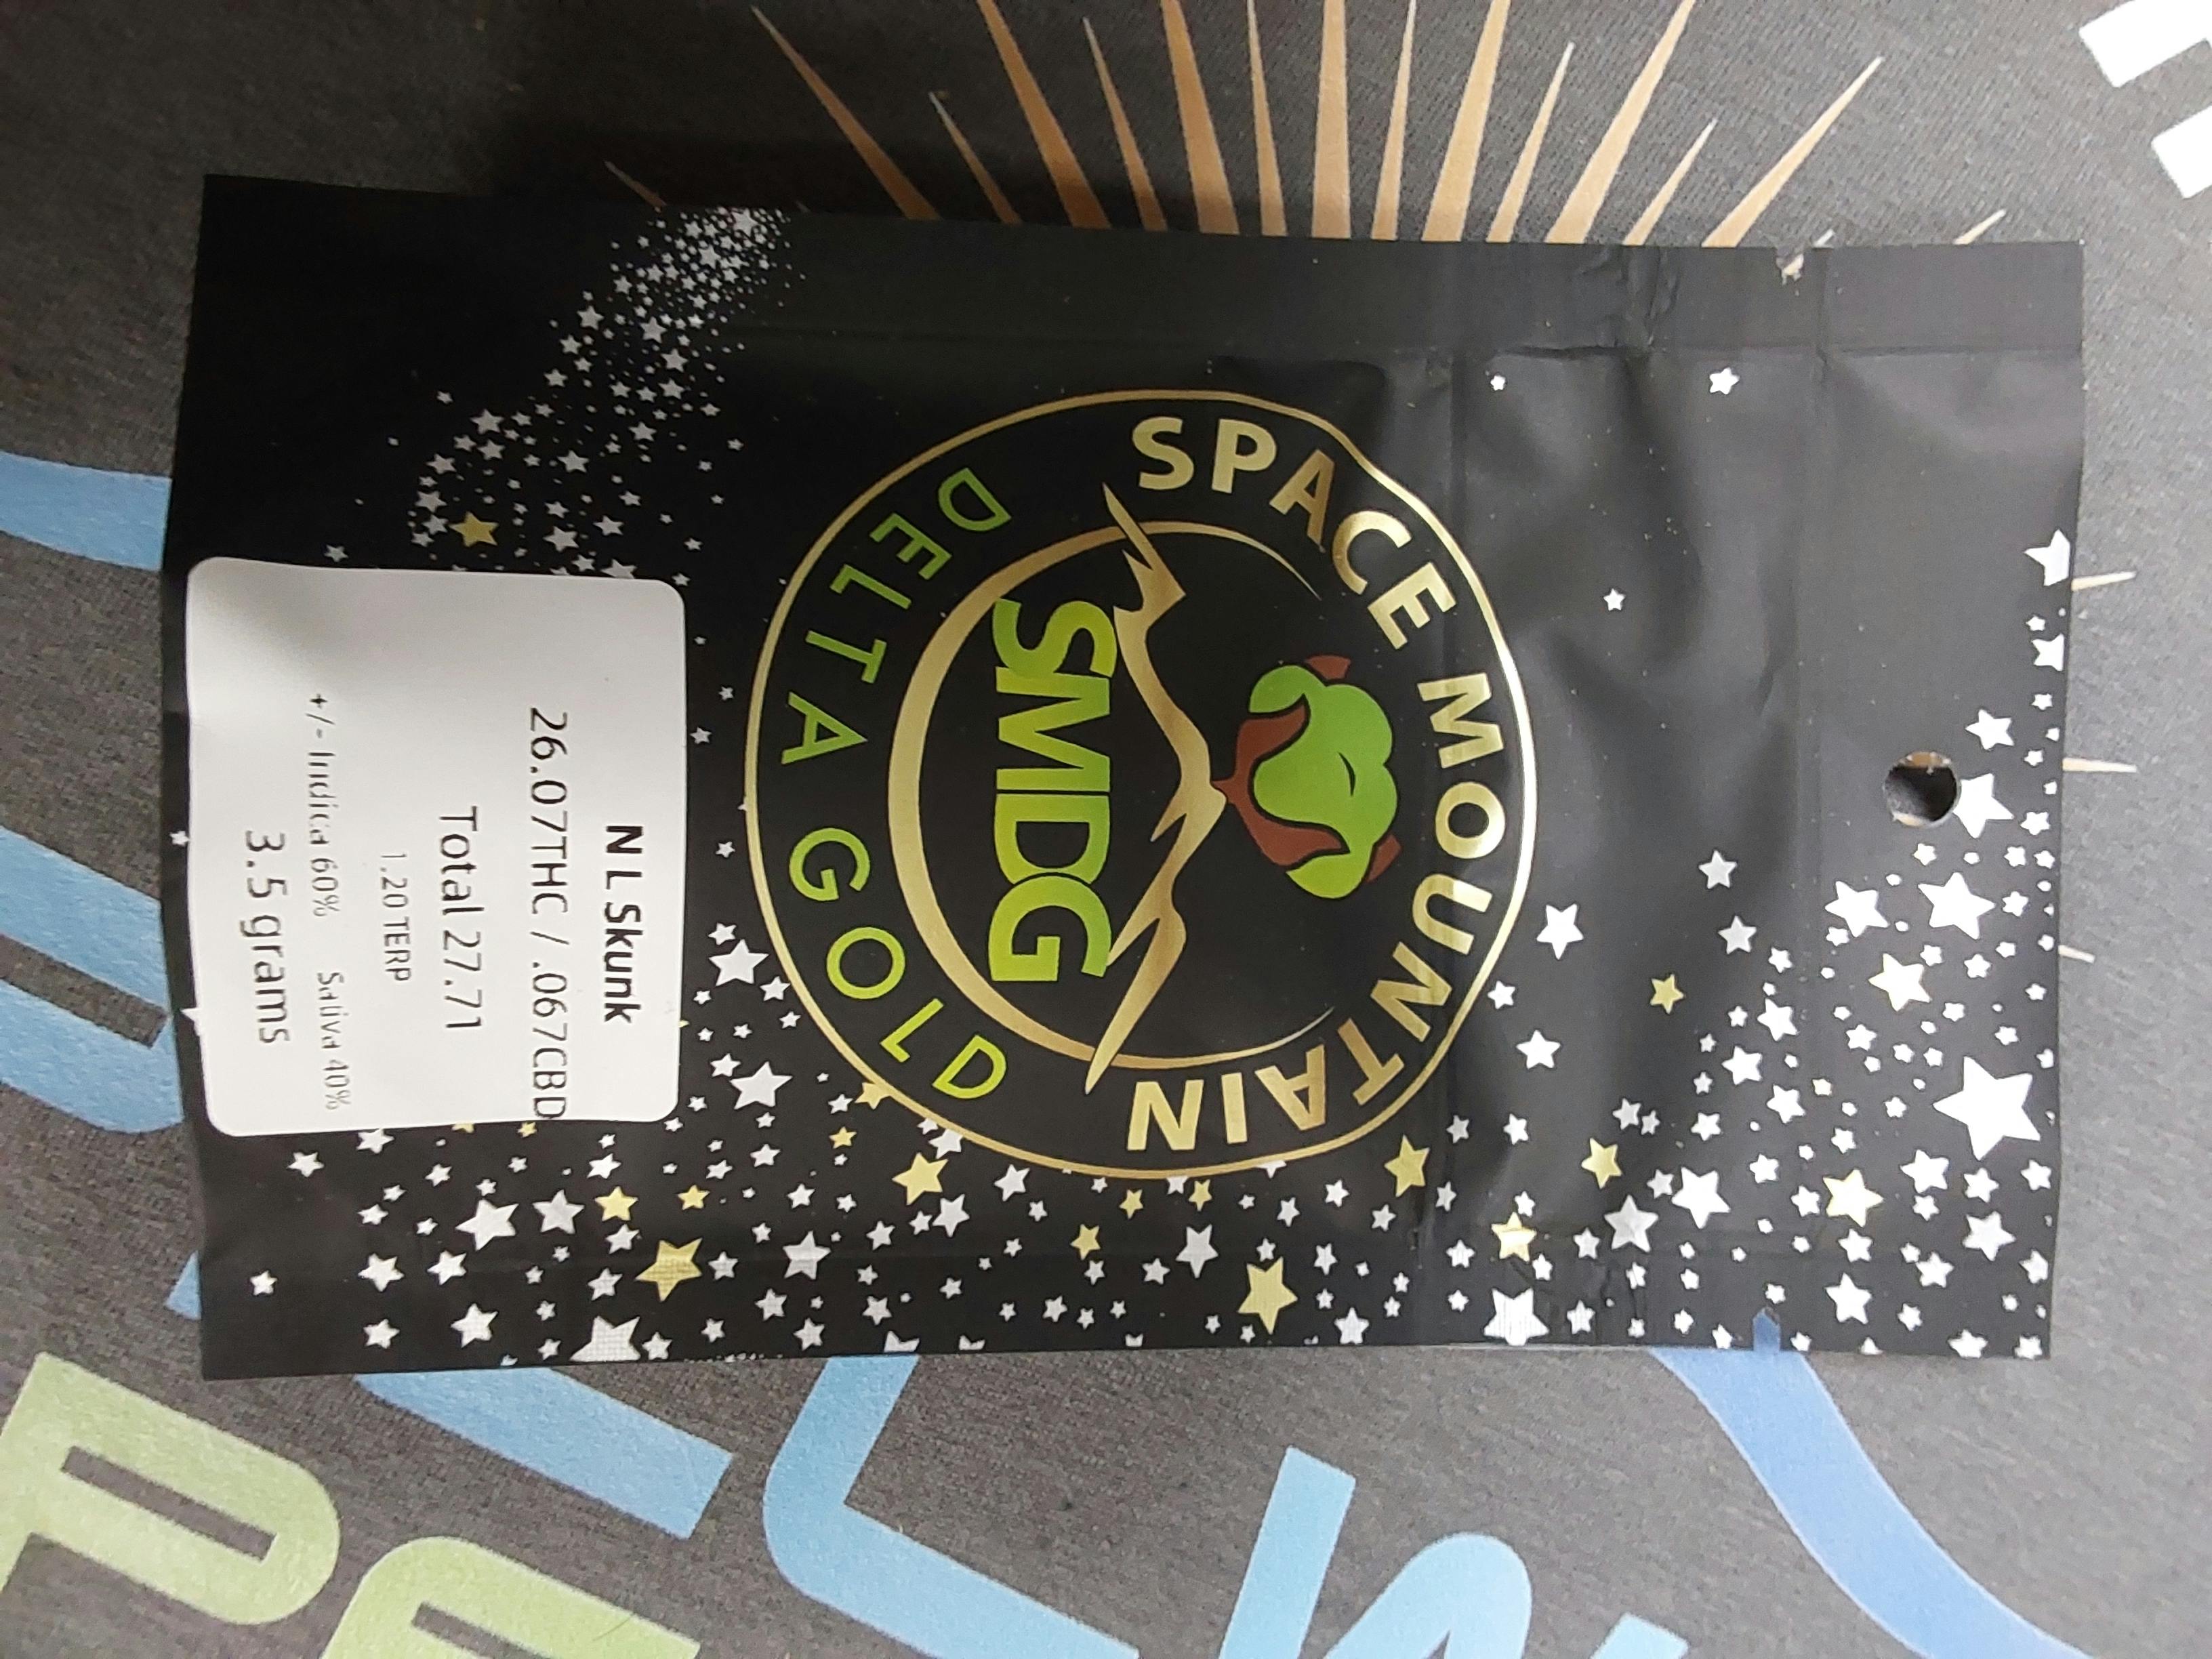 SPACE MOUNTAIN
SMDG
DELTA GOLD
N L Skunk
26.07THC / .067CBD
Total 27.71
1.20 TERP
+/- Indica 60% Sativa 40%
3.5 grams